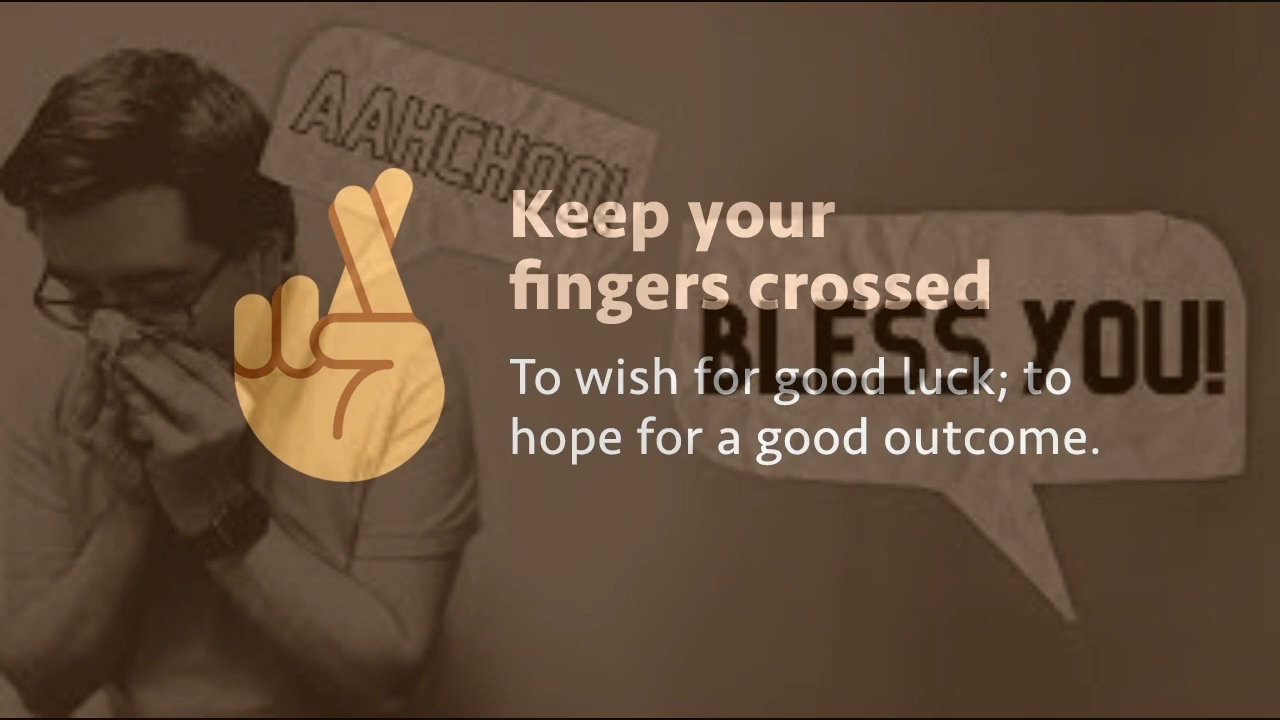 AAHCHOO!
Keep your
fingers crossed
BLESS YOU!
To wish for good luck; to
hope for a good outcome.